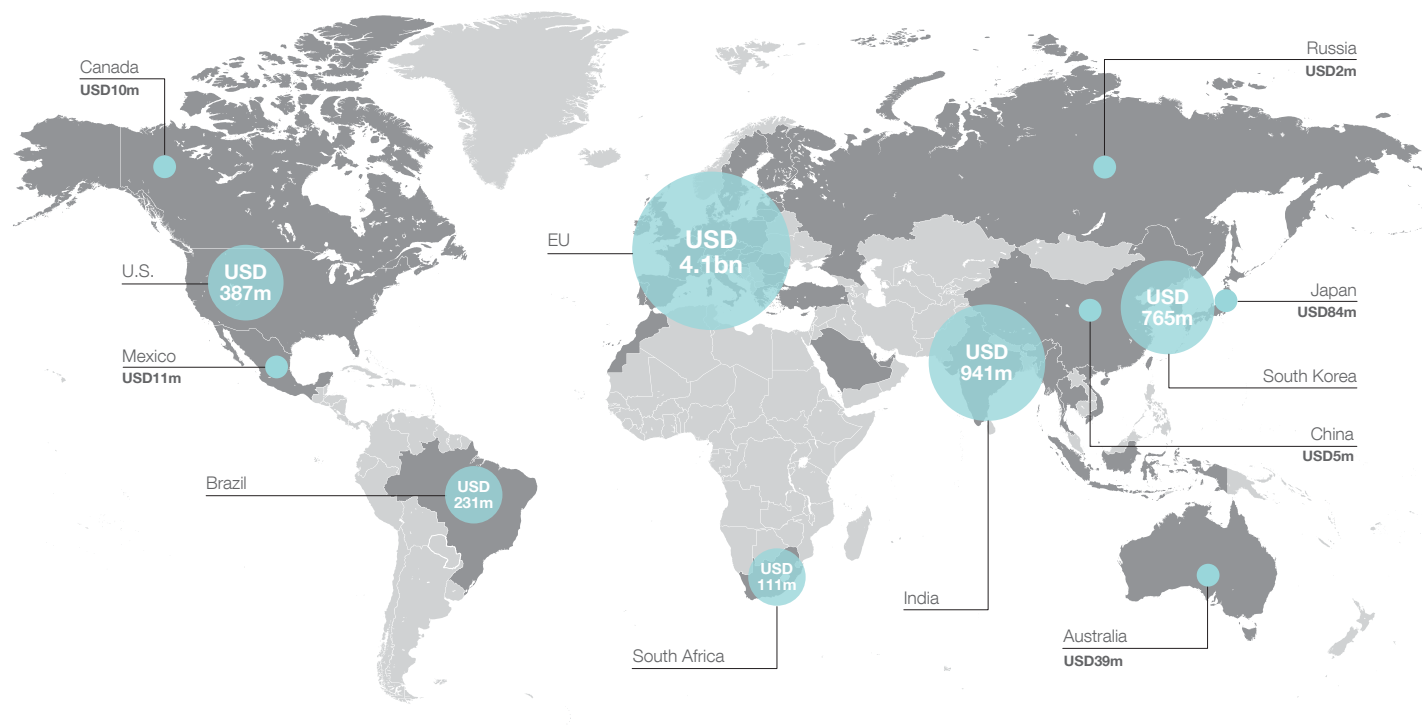 Canada
USD10m
Russia
USD2m
EU
USD
4.1bn
U.S.
USD
387m
Japan
USD84m
USD
765m
South Korea
Mexico
USD11m
USD
941m
India
China
USD5m
Brazil
USD
231m
USD
111m
South Africa
Australia
USD39m